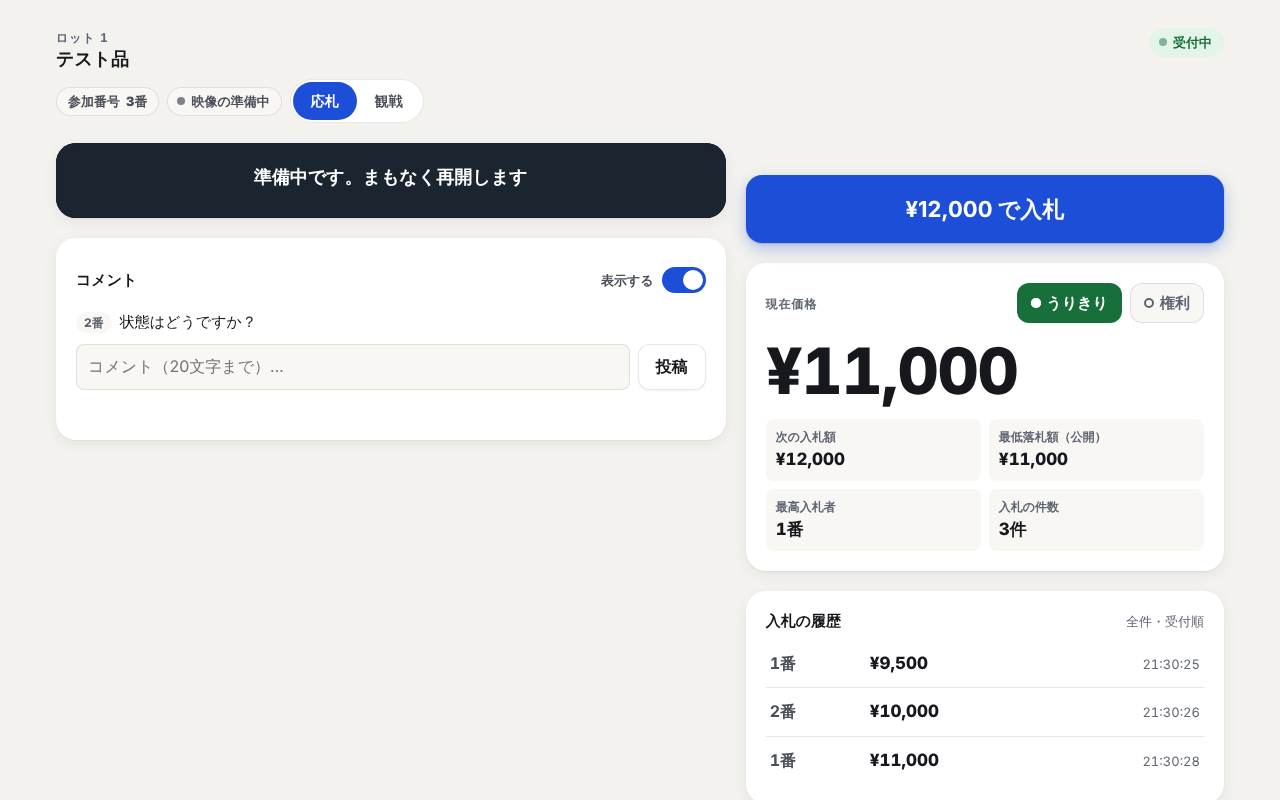 ロット 1
テスト品
受付中
参加番号 3番
映像の準備中
応札
観戦
準備中です。まもなく再開します
コメント
表示する
2番 状態はどうですか？
コメント（20文字まで）...
投稿
¥12,000 で入札
現在価格
うりきり
権利
¥11,000
次の入札額
¥12,000
最低落札額（公開）
¥11,000
最高入札者
1番
入札の件数
3件
入札の履歴
全件・受付順
1番 ¥9,500 21:30:25
2番 ¥10,000 21:30:26
1番 ¥11,000 21:30:28